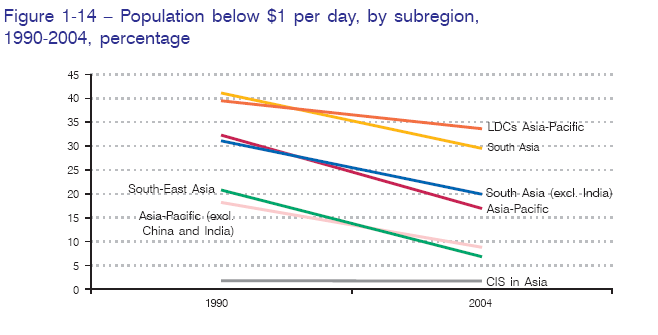 Figure 1-14 – Population below $1 per day, by subregion,
1990-2004, percentage
45
40
35
30
25
20
15
10
5
0
LDCs Asia-Pacific
South Asia
South-East Asia
South Asia (excl. India)
Asia-Pacific
Asia-Pacific (excl.
China and India)
CIS in Asia
1990
2004